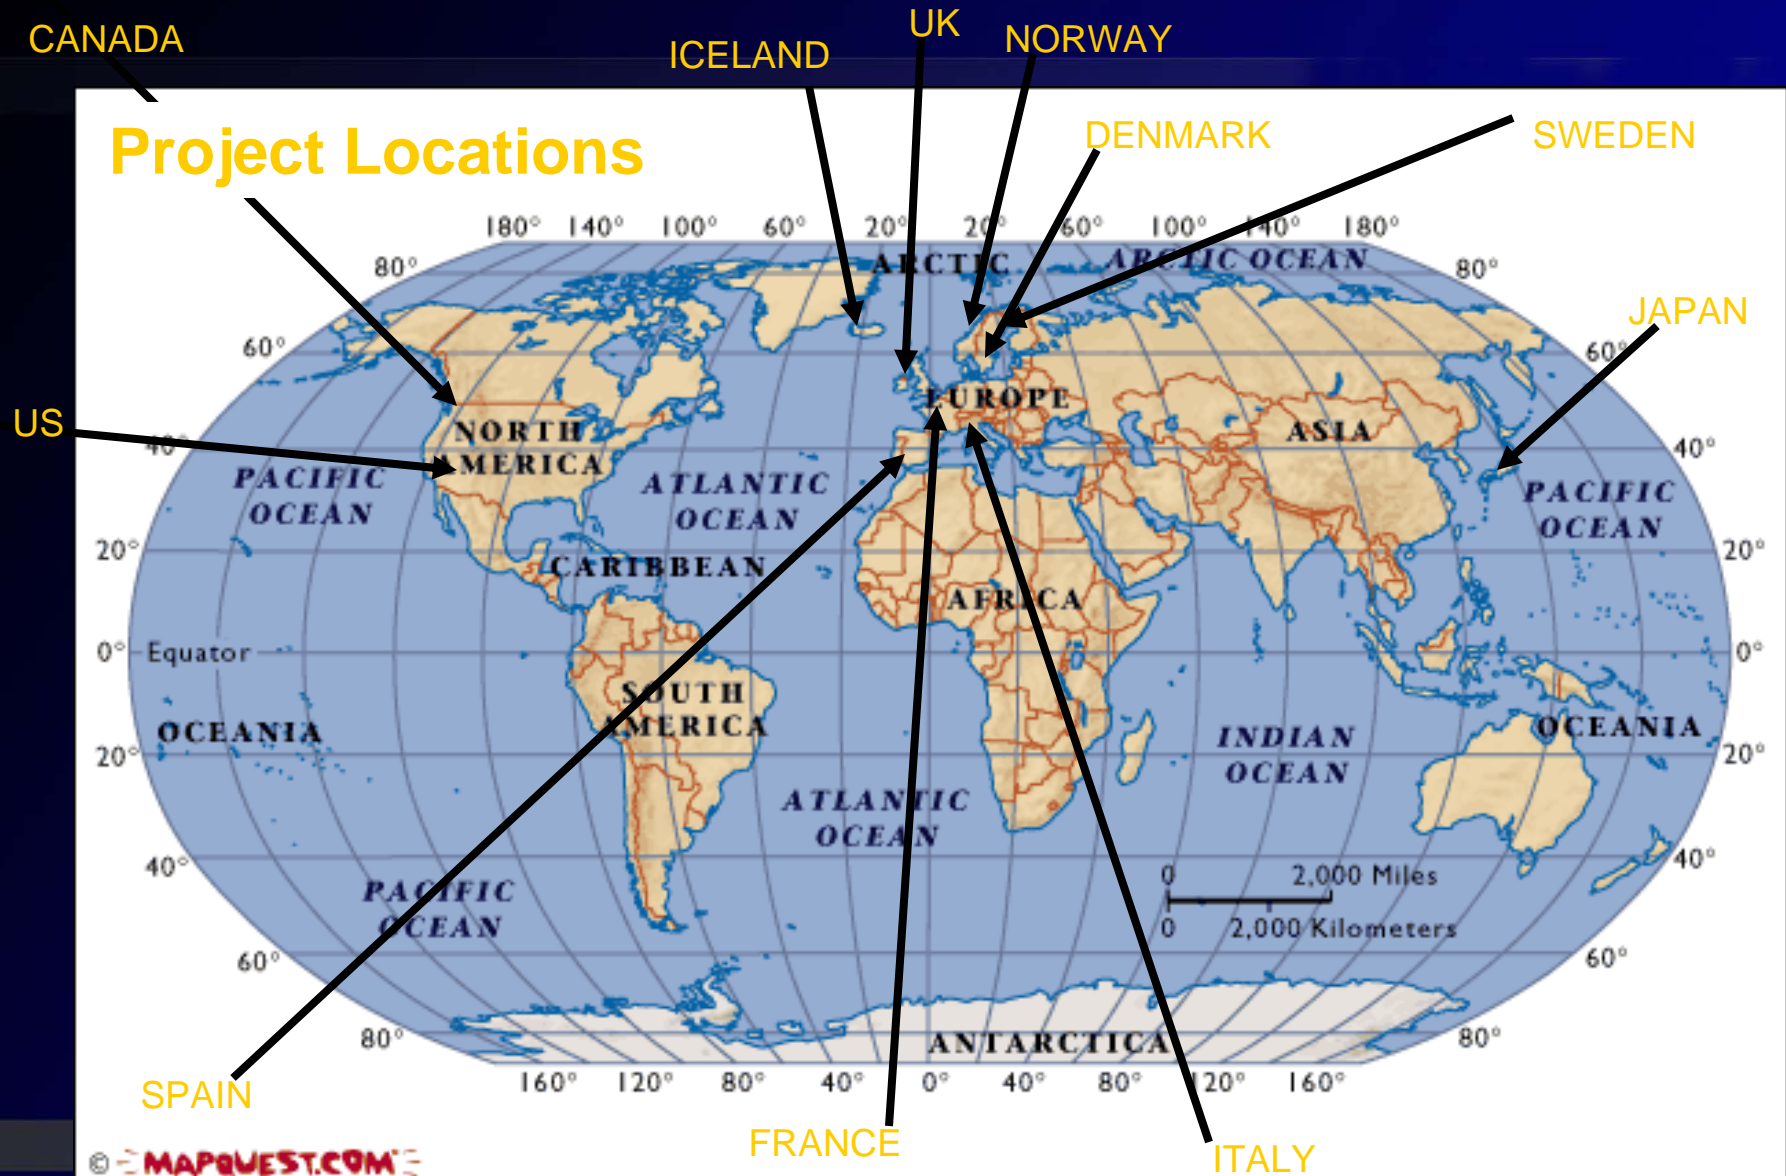 UK
CANADA
NORWAY
ICELAND
Project Locations
DENMARK
SWEDEN
180° 140° 100° 60° 20° 20° 60° 100° 140° 180°
ARCTIC
ARCTIC OCEAN
80°
80°
JAPAN
60°
60°
EUROPE
US
NORTH
AMERICA
ASIA
40°
40°
PACIFIC
OCEAN
ATLANTIC
OCEAN
PACIFIC
OCEAN
20°
20°
CARIBBEAN
AFRICA
0°
Equator
0°
SOUTH
AMERICA
OCEANIA
OCEANIA
INDIAN
OCEAN
20°
20°
ATLANTIC
OCEAN
40°
40°
0 2,000 Miles
0 2,000 Kilometers
PACIFIC
OCEAN
60°
60°
80°
ANTARCTICA
80°
160° 120° 80° 40° 0° 40° 80° 120° 160°
SPAIN
FRANCE
ITALY
© MAPQUEST.COM